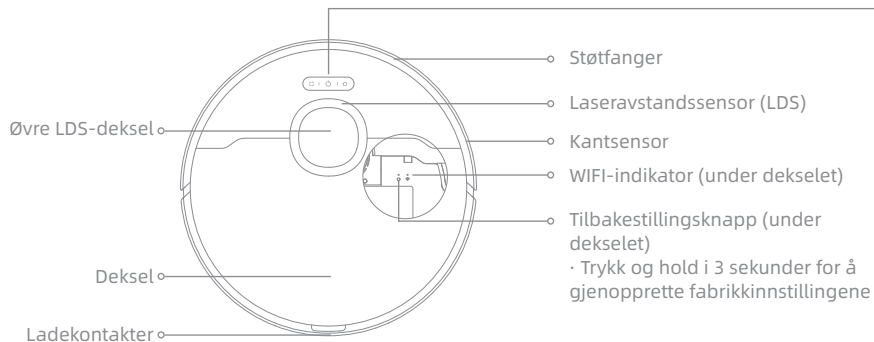 Støtfanger
Laseravstandssensor (LDS)
Øvre LDS-deksel
Kantsensor
WIFI-indikator (under dekselet)
Tilbakestillingsknapp (under
dekselet)
· Trykk og hold i 3 sekunder for å
gjenopprette fabrikkinnstillingene
Deksel
Ladekontakter